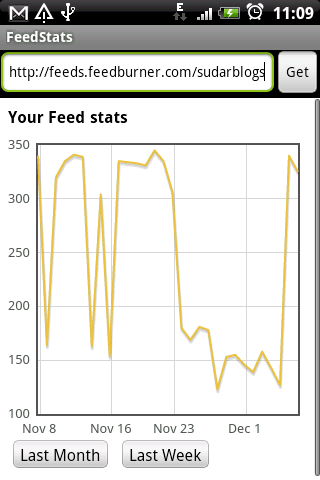 E 11:09
FeedStats
http://feeds.feedburner.com/sudarblogs Get
Your Feed stats
350
300
250
200
150
100
Nov 8 Nov 16 Nov 23 Dec 1
Last Month Last Week